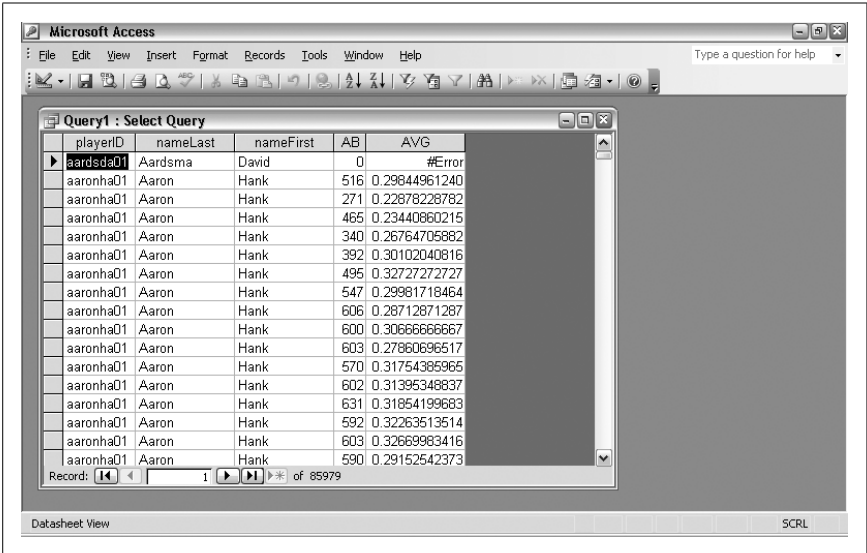 Microsoft Access
File Edit View Insert Format Records Tools Window Help Type a question for help
Query1 : Select Query
playerID nameLast nameFirst AB AVG
aardsda01 Aardsma David 0 #Error
aaronha01 Aaron Hank 516 0.29844961240
aaronha01 Aaron Hank 271 0.22878228782
aaronha01 Aaron Hank 465 0.23440860215
aaronha01 Aaron Hank 340 0.26764705882
aaronha01 Aaron Hank 392 0.30102040816
aaronha01 Aaron Hank 495 0.32727272727
aaronha01 Aaron Hank 547 0.29981718464
aaronha01 Aaron Hank 606 0.28712871287
aaronha01 Aaron Hank 600 0.30666666667
aaronha01 Aaron Hank 603 0.27860696517
aaronha01 Aaron Hank 570 0.31754385965
aaronha01 Aaron Hank 602 0.31395348837
aaronha01 Aaron Hank 631 0.31854199683
aaronha01 Aaron Hank 592 0.32263513514
aaronha01 Aaron Hank 603 0.32669983416
aaronha01 Aaron Hank 590 0.29152542373
Record: 1 of 85979
Datasheet View SCRL